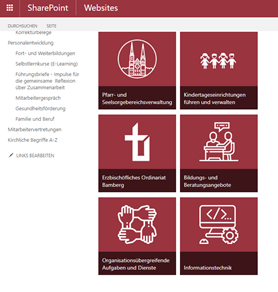 SharePoint Websites
DURCHSUCHEN SEITE
Korrekturbelege
Personalentwicklung
Fort- und Weiterbildungen
Selbstlernkurse (E-Learning)
Führungsbrief - Impulse für
die gemeinsame Reflexion
über Zusammenarbeit
Mitarbeitergespräch
Gesundheitsförderung
Familie und Beruf
Mitarbeitervertretungen
Kirchliche Begriffe A-Z
LINKS BEARBEITEN
Pfarr- und
Seelsorgebereichsverwaltung
Kindertageseinrichtungen
führen und verwalten
Erzbischöfliches Ordinariat
Bamberg
Bildungs- und
Beratungsangebote
Organisationsübergreifende
Aufgaben und Dienste
Informationstechnik